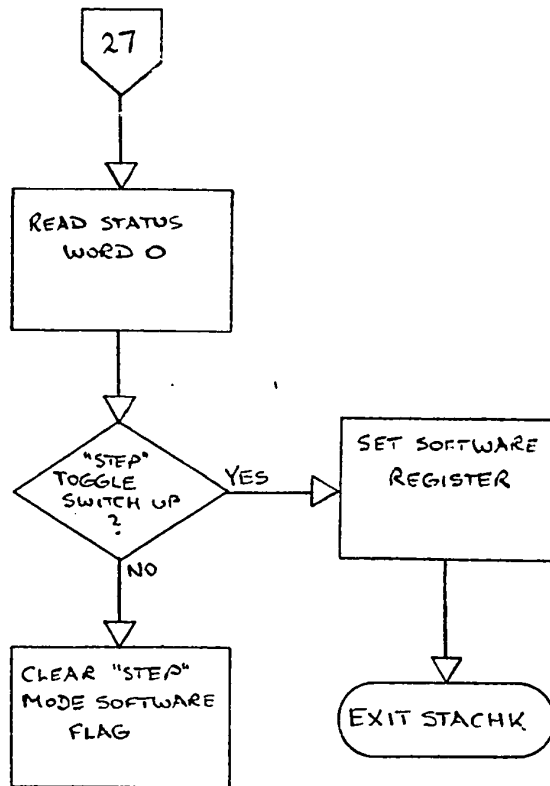 27
READ STATUS
WORD 0
"STEP"
TOGGLE
SWITCH UP
?
YES
NO
SET SOFTWARE
REGISTER
CLEAR "STEP"
MODE SOFTWARE
FLAG
EXIT STACHK